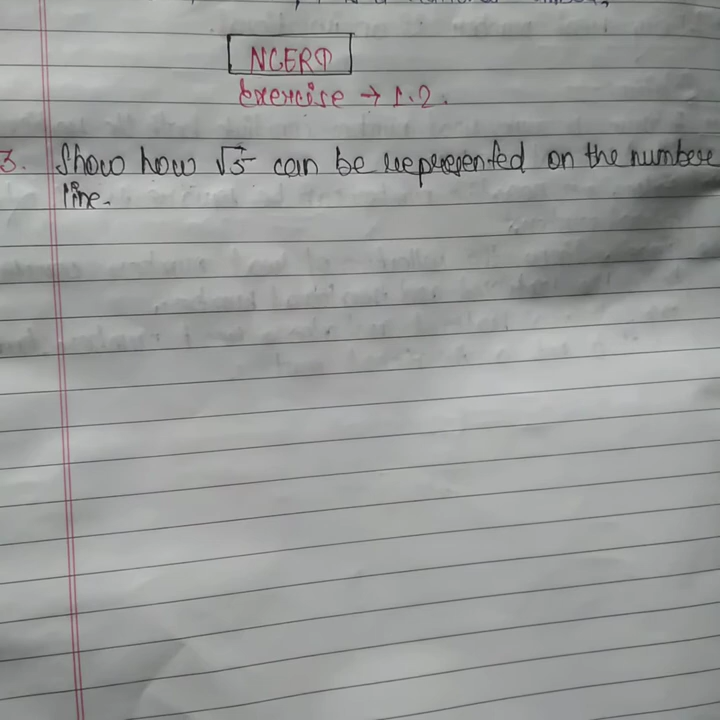 NCERT
Exercise → 1.2.
3. Show how √5 can be represented on the number
line.